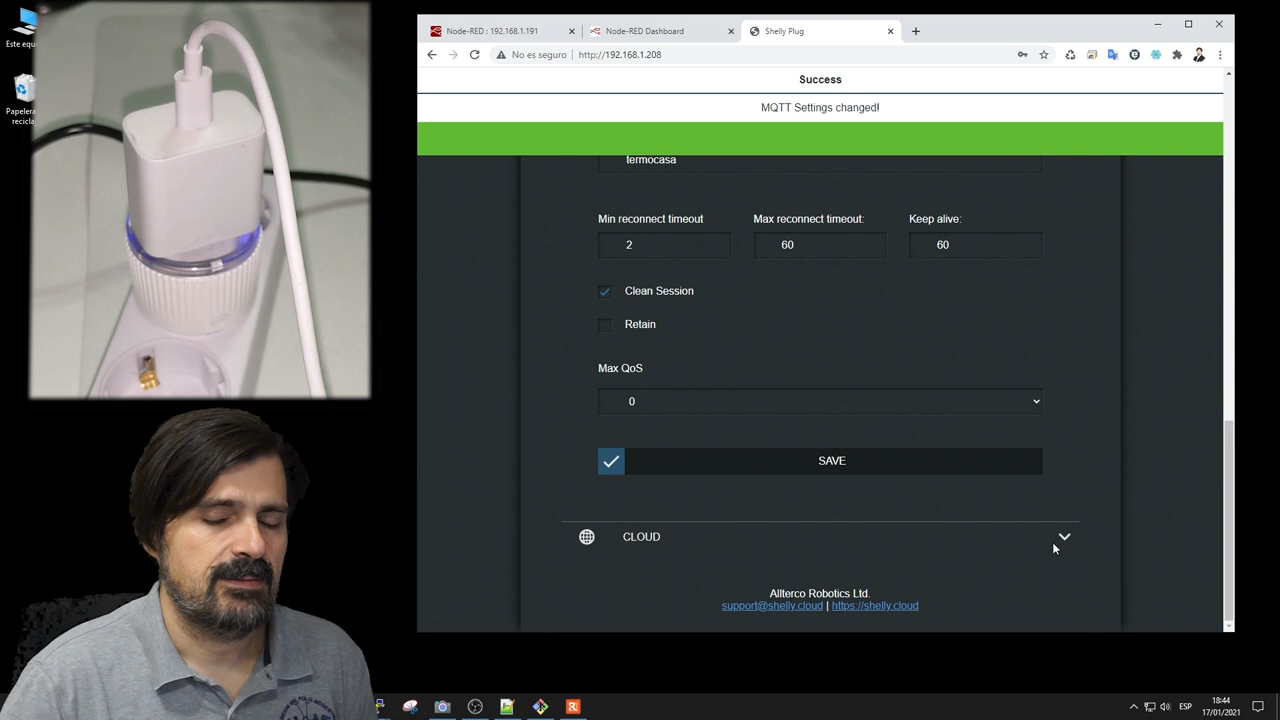 Este equ
Papelera
recicla
Node-RED : 192.168.1.191
Node-RED Dashboard
Shelly Plug
No es seguro
http://192.168.1.208
Success
MQTT Settings changed!
termocasa
Min reconnect timeout
Max reconnect timeout:
Keep alive:
2
60
60
Clean Session
Retain
Max QoS
0
SAVE
CLOUD
Allterco Robotics Ltd.
support@shelly.cloud | https://shelly.cloud
ESP
18:44
17/01/2021